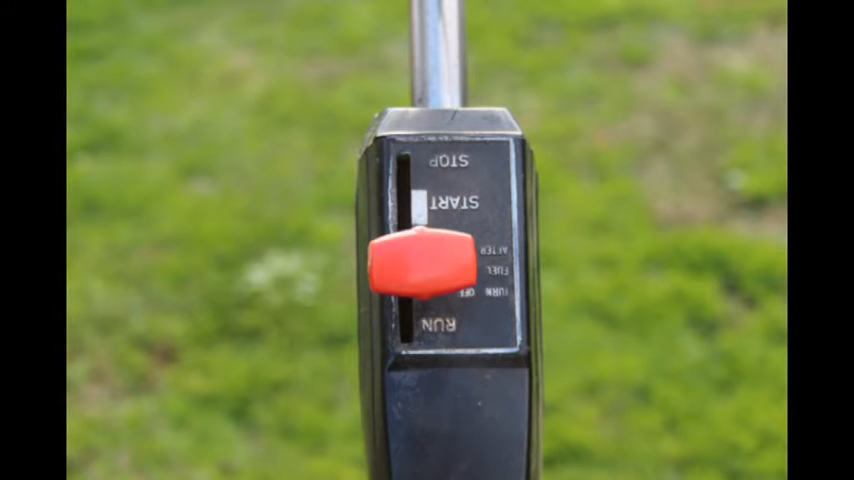 RUN
TURN OFF
FUEL
AFTER
START
STOP